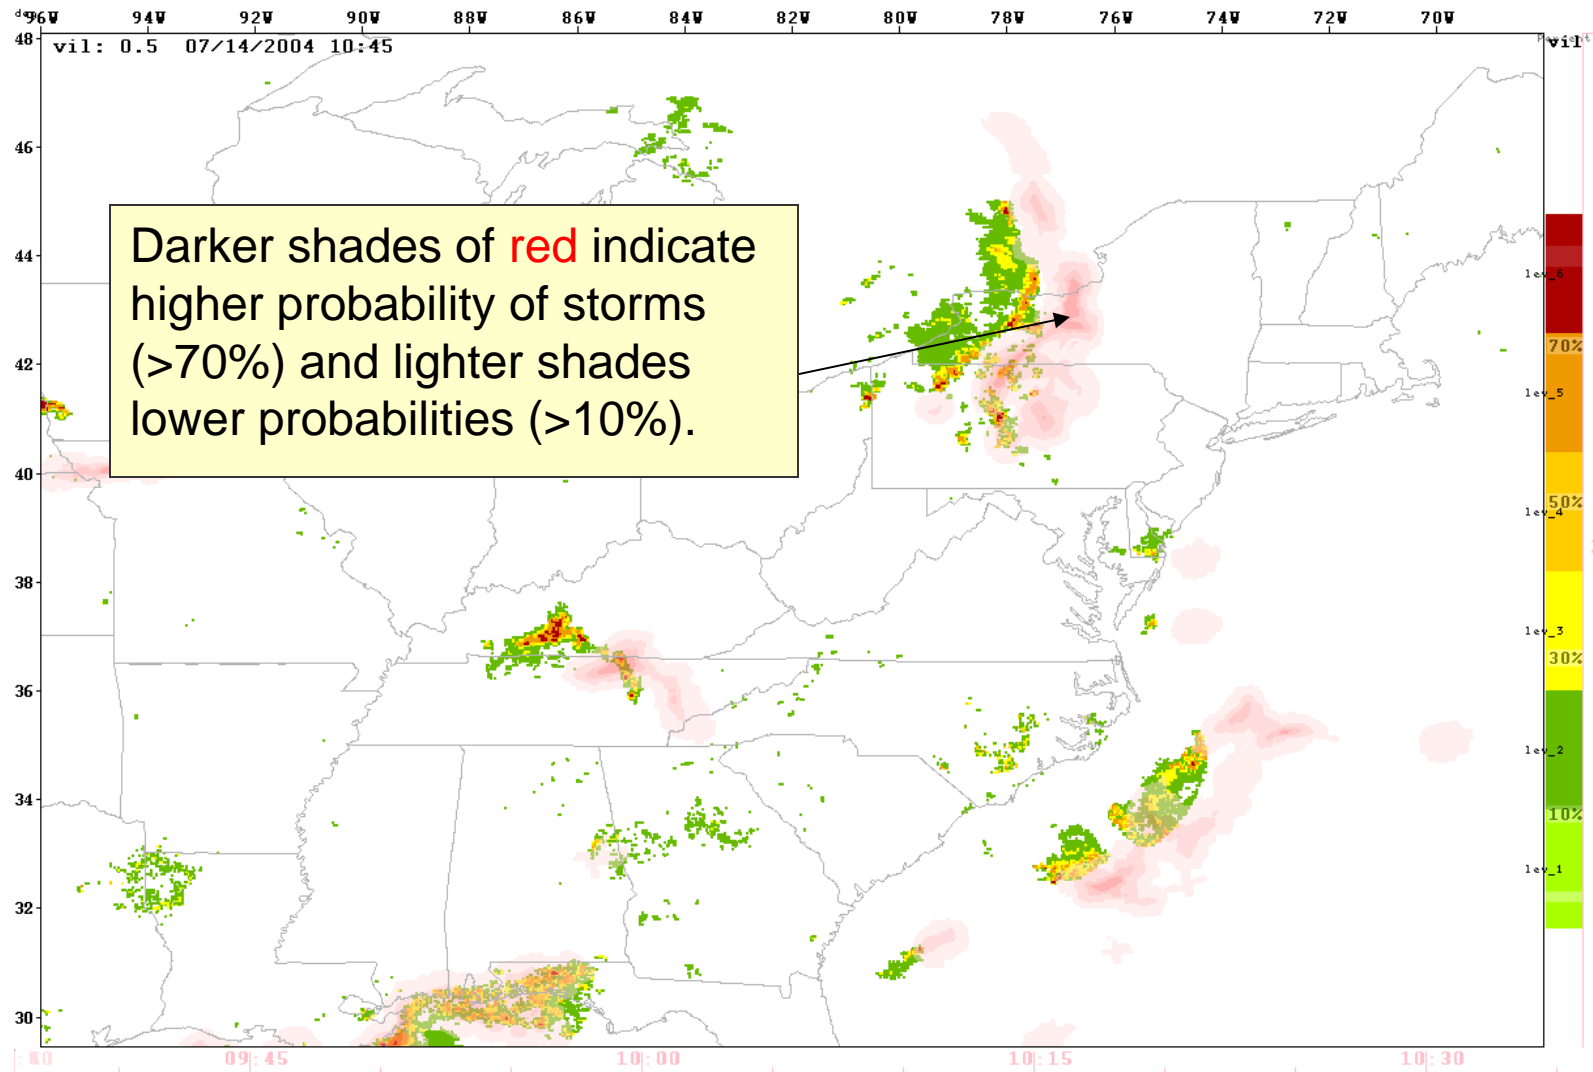 deg
96W 94W 92W 90W 88W 86W 84W 82W 80W 78W 76W 74W 72W 70W
48
vil: 0.5 07/14/2004 10:45
vil
46
44
42
40
38
36
34
32
30
Darker shades of red indicate
higher probability of storms
(>70%) and lighter shades
lower probabilities (>10%).
lev_6
70%
lev_5
50%
lev_4
lev_3
30%
lev_2
10%
lev_1
09:45 10:00 10:15 10:30